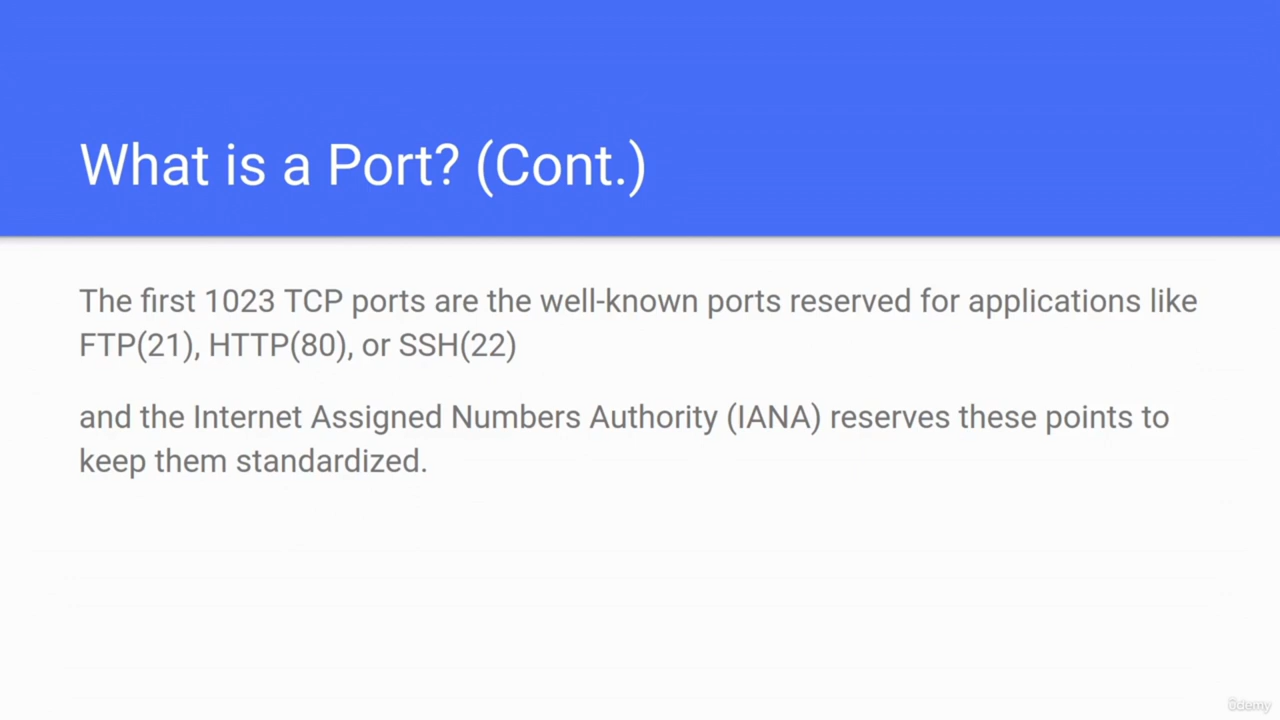 What is a Port? (Cont.)
The first 1023 TCP ports are the well-known ports reserved for applications like
FTP(21), HTTP(80), or SSH(22)
and the Internet Assigned Numbers Authority (IANA) reserves these points to
keep them standardized.
ûdemy